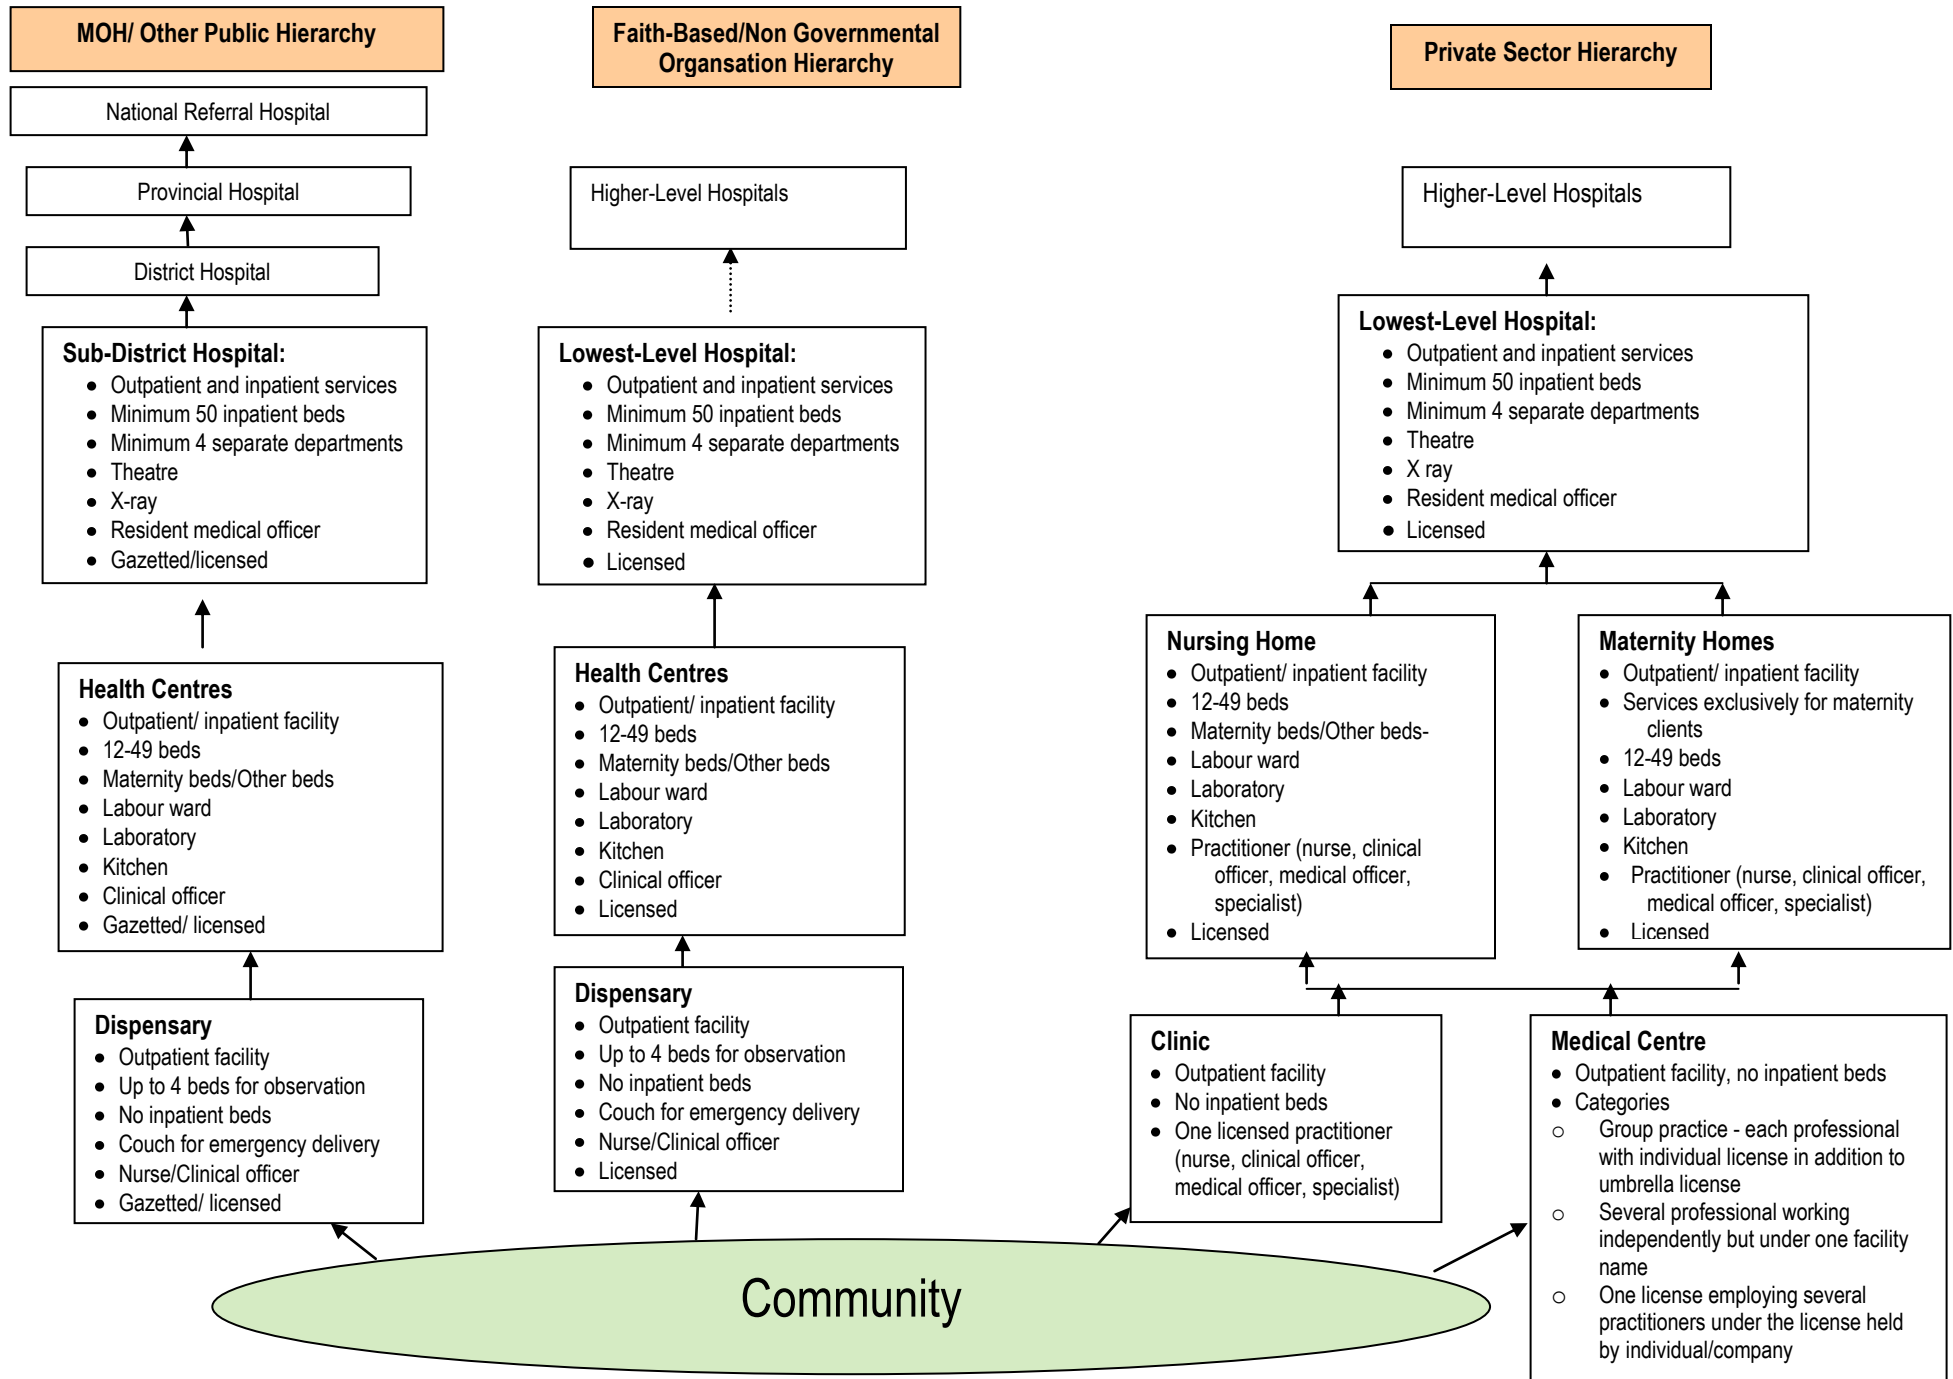 MOH/ Other Public Hierarchy
National Referral Hospital
Provincial Hospital
District Hospital
Sub-District Hospital:
• Outpatient and inpatient services
• Minimum 50 inpatient beds
• Minimum 4 separate departments
• Theatre
• X-ray
• Resident medical officer
• Gazetted/licensed
Health Centres
• Outpatient/ inpatient facility
• 12-49 beds
• Maternity beds/Other beds
• Labour ward
• Laboratory
• Kitchen
• Clinical officer
• Gazetted/ licensed
Dispensary
• Outpatient facility
• Up to 4 beds for observation
• No inpatient beds
• Couch for emergency delivery
• Nurse/Clinical officer
• Gazetted/ licensed
Faith-Based/Non Governmental
Organsation Hierarchy
Higher-Level Hospitals
Lowest-Level Hospital:
• Outpatient and inpatient services
• Minimum 50 inpatient beds
• Minimum 4 separate departments
• Theatre
• X-ray
• Resident medical officer
• Licensed
Health Centres
• Outpatient/ inpatient facility
• 12-49 beds
• Maternity beds/Other beds
• Labour ward
• Laboratory
• Kitchen
• Clinical officer
• Licensed
Dispensary
• Outpatient facility
• Up to 4 beds for observation
• No inpatient beds
• Couch for emergency delivery
• Nurse/Clinical officer
• Licensed
Private Sector Hierarchy
Higher-Level Hospitals
Lowest-Level Hospital:
• Outpatient and inpatient services
• Minimum 50 inpatient beds
• Minimum 4 separate departments
• Theatre
• X ray
• Resident medical officer
• Licensed
Nursing Home
• Outpatient/ inpatient facility
• 12-49 beds
• Maternity beds/Other beds-
• Labour ward
• Laboratory
• Kitchen
• Practitioner (nurse, clinical
officer, medical officer,
specialist)
• Licensed
Maternity Homes
• Outpatient/ inpatient facility
• Services exclusively for maternity
clients
• 12-49 beds
• Labour ward
• Laboratory
• Kitchen
• Practitioner (nurse, clinical officer,
medical officer, specialist)
• Licensed
Clinic
• Outpatient facility
• No inpatient beds
• One licensed practitioner
(nurse, clinical officer,
medical officer, specialist)
Medical Centre
• Outpatient facility, no inpatient beds
• Categories
o Group practice - each professional
with individual license in addition to
umbrella license
o Several professional working
independently but under one facility
name
o One license employing several
practitioners under the license held
by individual/company
Community